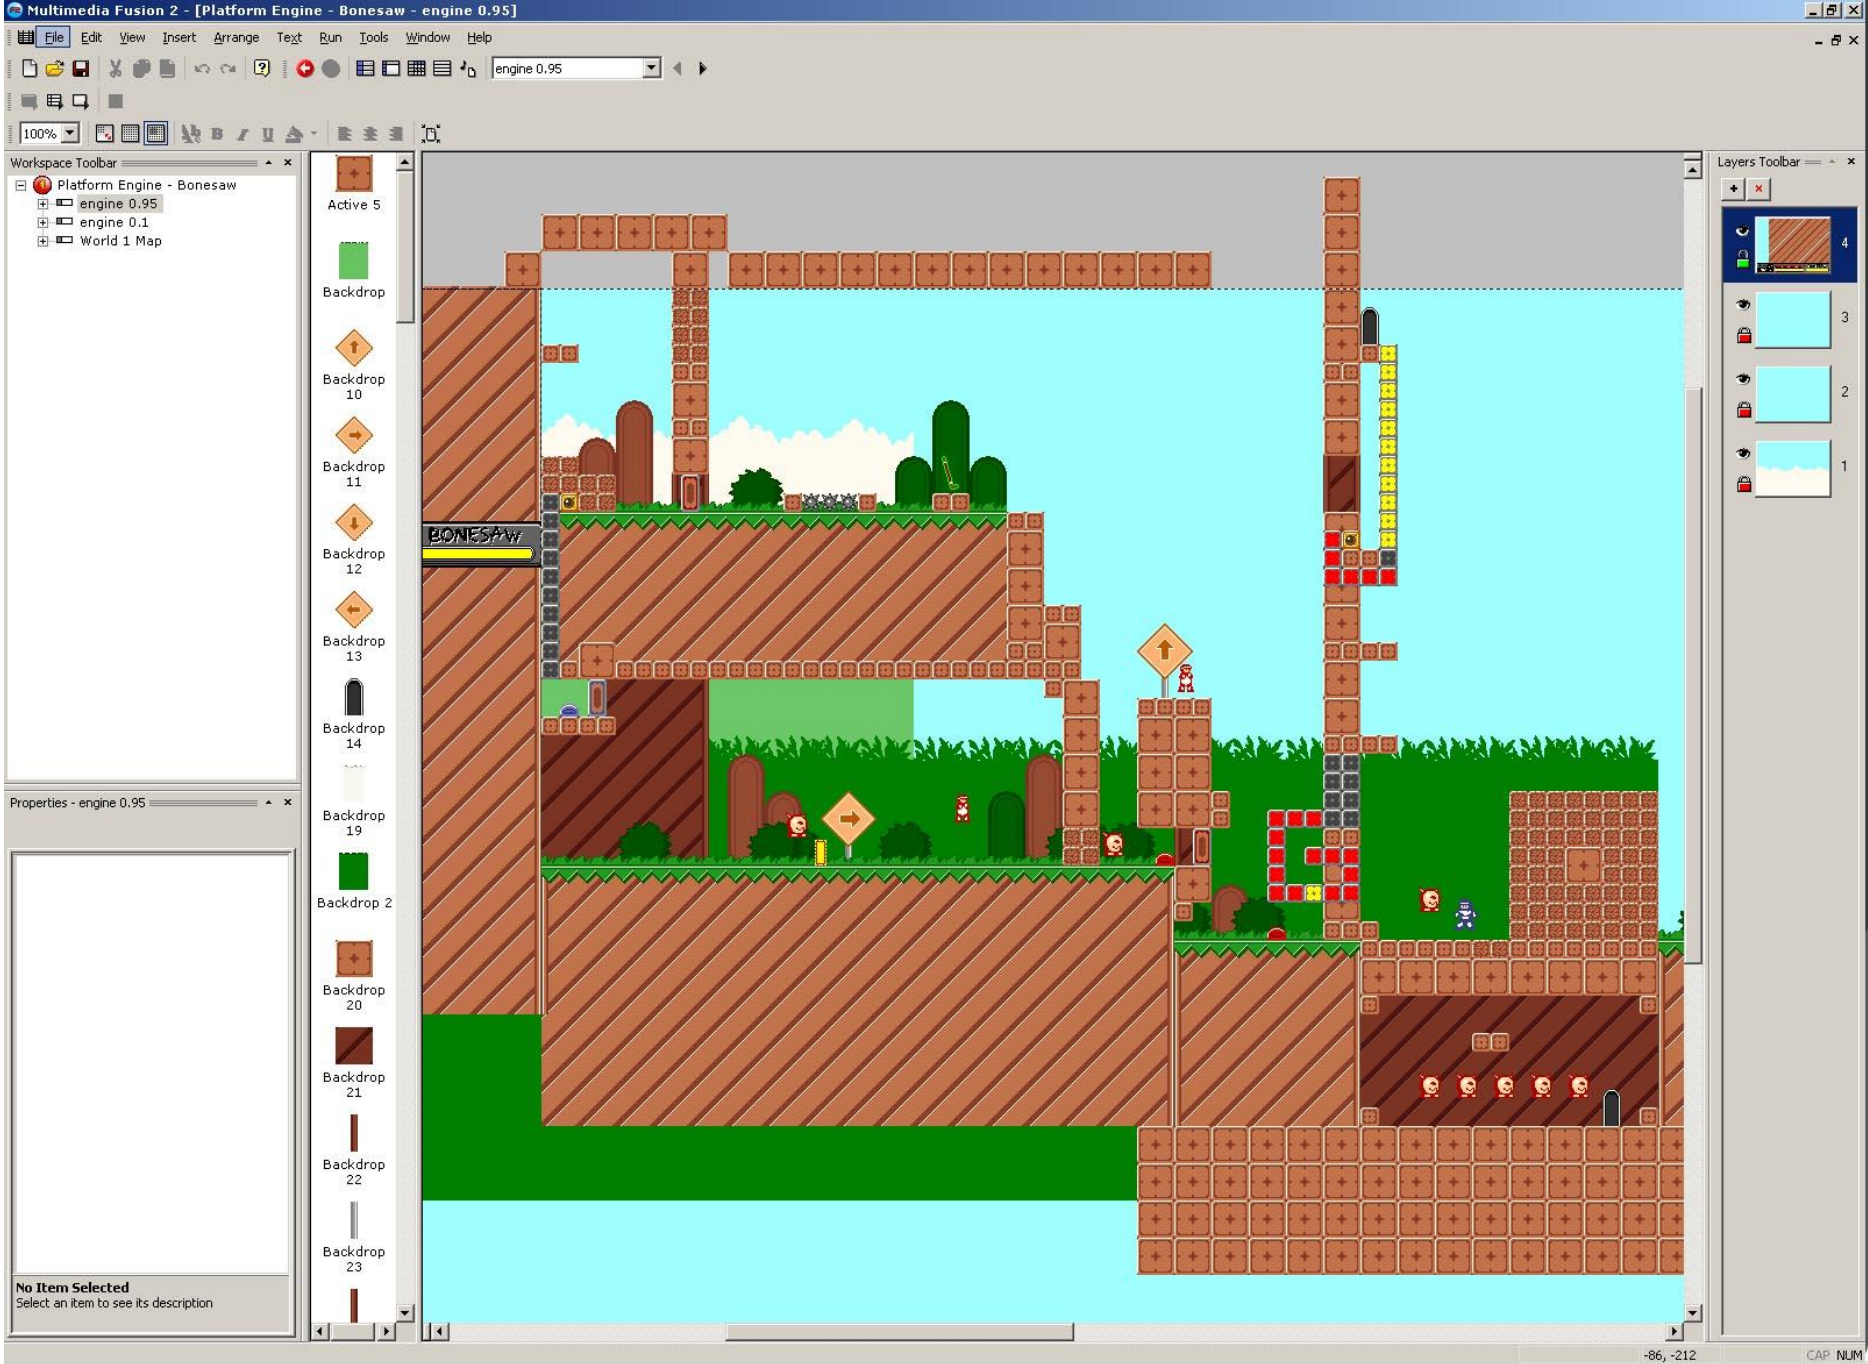 Multimedia Fusion 2 - [Platform Engine - Bonesaw - engine 0.95]
File Edit View Insert Arrange Text Run Tools Window Help
engine 0.95
100%
B I U A
Workspace Toolbar
Platform Engine - Bonesaw
engine 0.95
engine 0.1
World 1 Map
Properties - engine 0.95
No Item Selected
Select an item to see its description
Active 5
Backdrop
Backdrop
10
Backdrop
11
Backdrop
12
Backdrop
13
Backdrop
14
Backdrop
19
Backdrop 2
Backdrop
20
Backdrop
21
Backdrop
22
Backdrop
23
BONESAW
Layers Toolbar
4
3
2
1
-86, -212
CAP NUM